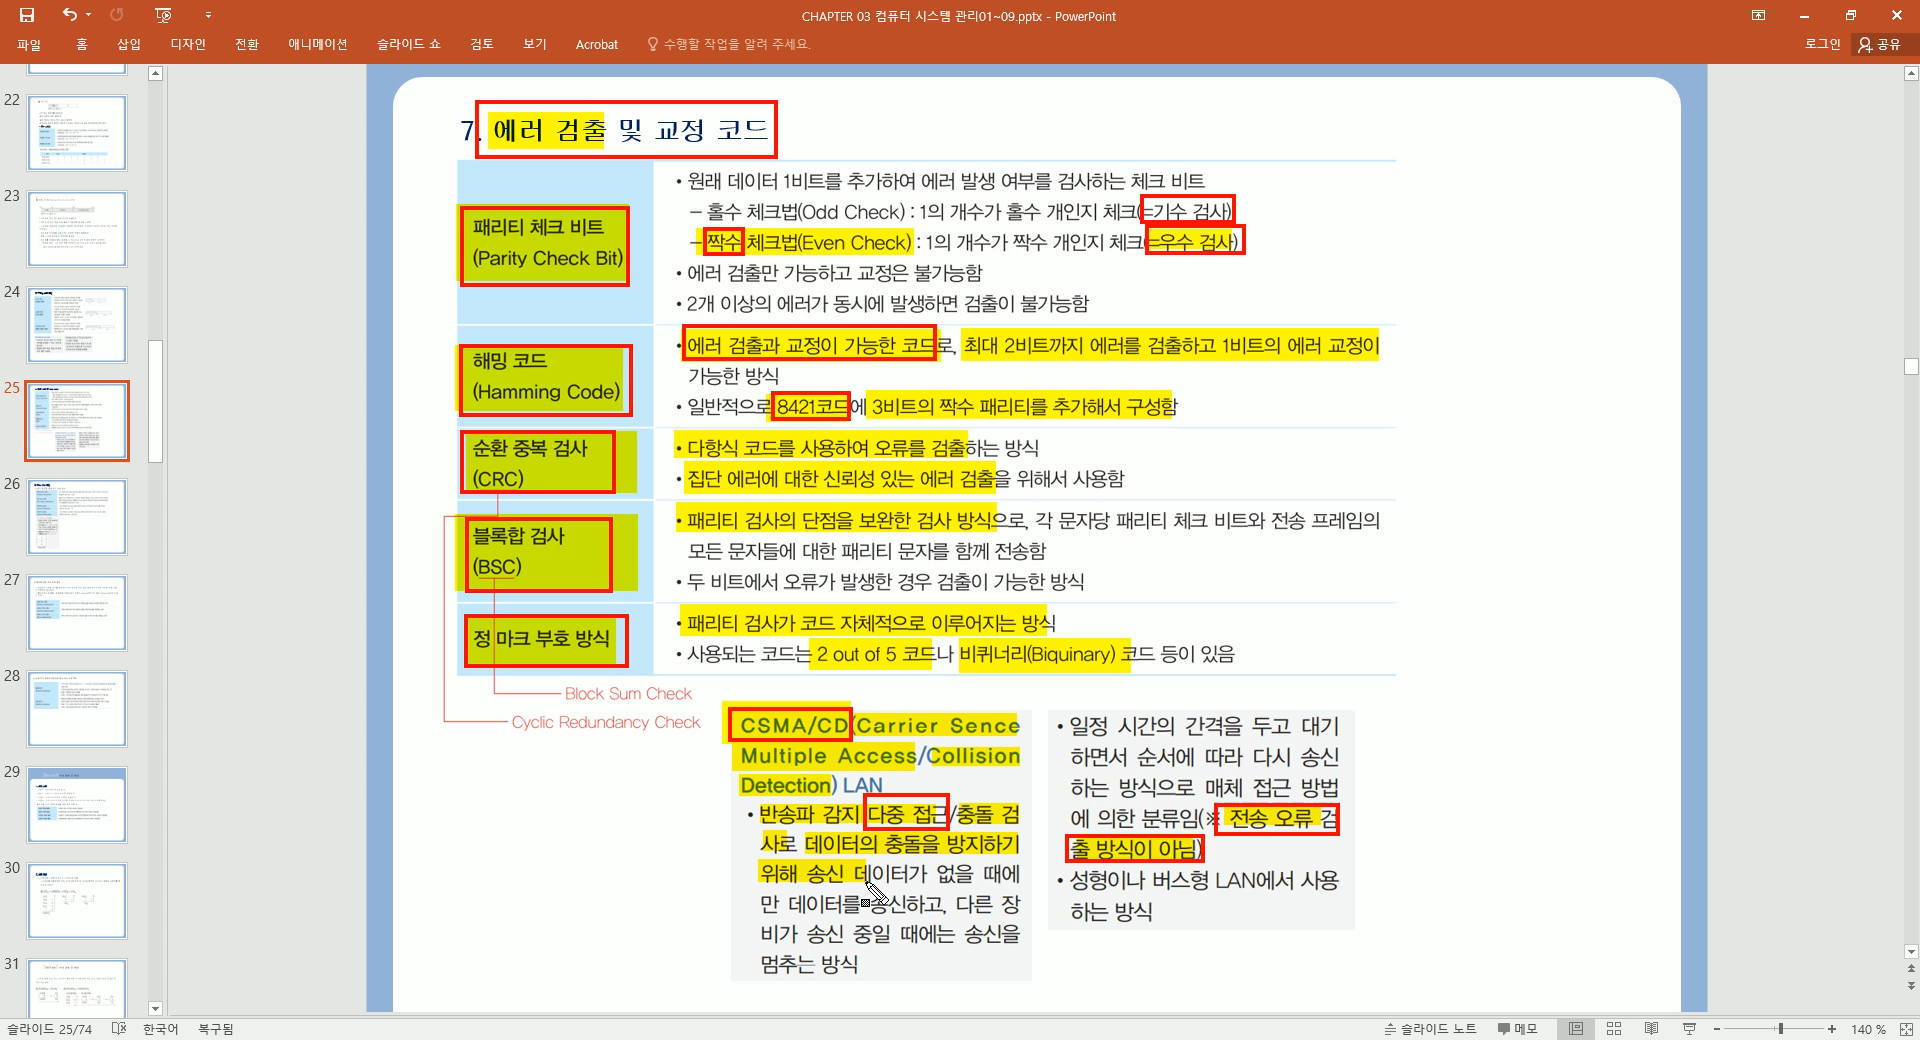 CHAPTER 03 컴퓨터 시스템 관리01~09.pptx - PowerPoint
파일 홈 삽입 디자인 전환 애니메이션 슬라이드 쇼 검토 보기 Acrobat 수행할 작업을 알려 주세요.
로그인 공유
22
23
24
25
26
27
28
29
30
31
7. 에러 검출 및 교정 코드
패리티 체크 비트
(Parity Check Bit)
• 원래 데이터 1비트를 추가하여 에러 발생 여부를 검사하는 체크 비트
– 홀수 체크법(Odd Check) : 1의 개수가 홀수 개인지 체크(=기수 검사)
– 짝수 체크법(Even Check) : 1의 개수가 짝수 개인지 체크(=우수 검사)
• 에러 검출만 가능하고 교정은 불가능함
• 2개 이상의 에러가 동시에 발생하면 검출이 불가능함
해밍 코드
(Hamming Code)
• 에러 검출과 교정이 가능한 코드로, 최대 2비트까지 에러를 검출하고 1비트의 에러 교정이
가능한 방식
• 일반적으로 8421코드에 3비트의 짝수 패리티를 추가해서 구성함
순환 중복 검사
(CRC)
• 다항식 코드를 사용하여 오류를 검출하는 방식
• 집단 에러에 대한 신뢰성 있는 에러 검출을 위해서 사용함
블록합 검사
(BSC)
• 패리티 검사의 단점을 보완한 검사 방식으로, 각 문자당 패리티 체크 비트와 전송 프레임의
모든 문자들에 대한 패리티 문자를 함께 전송함
• 두 비트에서 오류가 발생한 경우 검출이 가능한 방식
정 마크 부호 방식
• 패리티 검사가 코드 자체적으로 이루어지는 방식
• 사용되는 코드는 2 out of 5 코드나 비퀴너리(Biquinary) 코드 등이 있음
Block Sum Check
Cyclic Redundancy Check
CSMA/CD(Carrier Sence
Multiple Access/Collision
Detection) LAN
• 반송파 감지 다중 접근/충돌 검
사로 데이터의 충돌을 방지하기
위해 송신 데이터가 없을 때에
만 데이터를 송신하고, 다른 장
비가 송신 중일 때에는 송신을
멈추는 방식
• 일정 시간의 간격을 두고 대기
하면서 순서에 따라 다시 송신
하는 방식으로 매체 접근 방법
에 의한 분류임(※ 전송 오류 검
출 방식이 아님)
• 성형이나 버스형 LAN에서 사용
하는 방식
슬라이드 25/74 한국어 복구됨
슬라이드 노트 메모 140 %